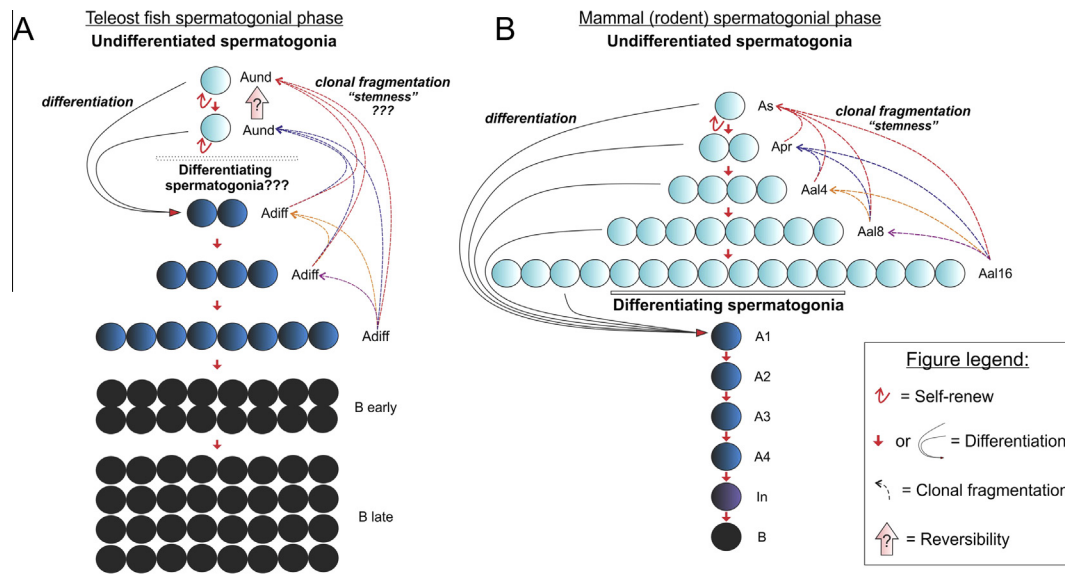 A
Teleost fish spermatogonial phase
Undifferentiated spermatogonia
Aund
clonal fragmentation
"stemness"
???
differentiation
?
Aund
Differentiating
spermatogonia???
Adiff
Adiff
Adiff
B early
B late
B
Mammal (rodent) spermatogonial phase
Undifferentiated spermatogonia
As
clonal fragmentation
"stemness"
differentiation
Apr
Aal4
Aal8
Aal16
Differentiating spermatogonia
A1
A2
A3
A4
In
B
Figure legend:
= Self-renew
or = Differentiation
= Clonal fragmentation
? = Reversibility